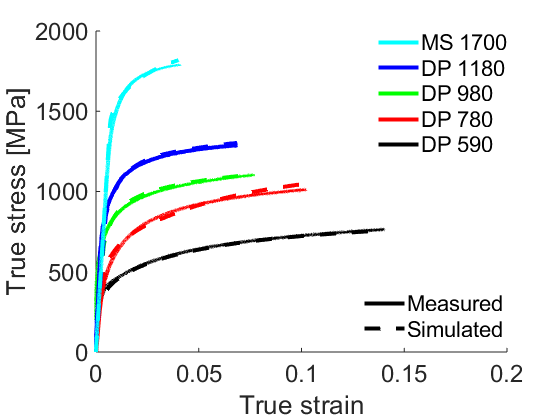 2000
1500
1000
500
0
True stress [MPa]
MS 1700
DP 1180
DP 980
DP 780
DP 590
Measured
Simulated
0
0.05
0.1
0.15
0.2
True strain